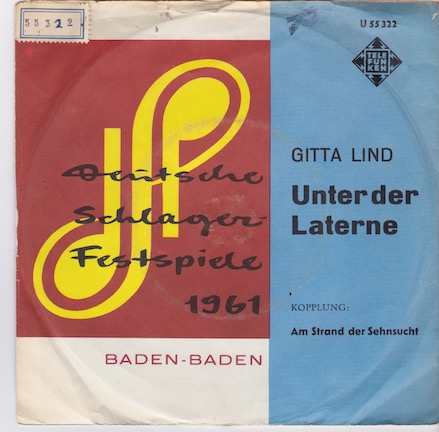 55322
U 55 322
TELE
FUN
KEN
GITTA LIND
Unter der
Laterne
Deutsche
Schlager-
Festspiele
1961
KOPPLUNG:
Am Strand der Sehnsucht
BADEN-BADEN